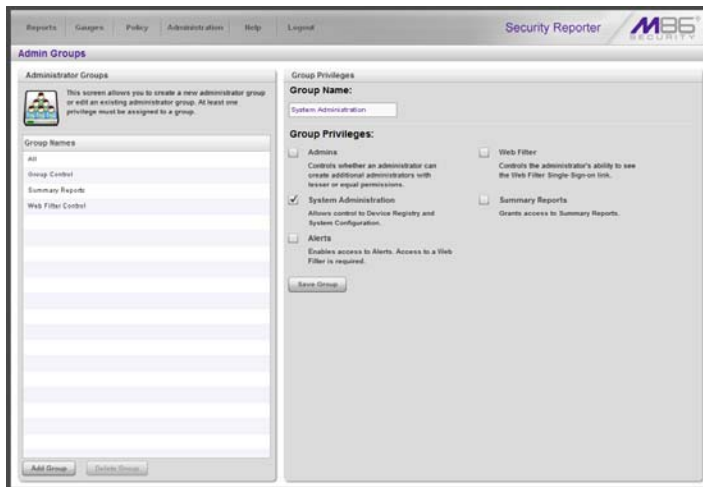 Reports Gauges Policy Administration Help Logout
Security Reporter
M86
SECURITY
Admin Groups
Administrator Groups
This screen allows you to create a new administrator group
or edit an existing administrator group. At least one
privilege must be assigned to a group.
Group Names
All
Group Control
Summary Reports
Web Filter Control
Add Group
Delete Group
Group Privileges
Group Name:
System Administration
Group Privileges:
Admins
Controls whether an administrator can
create additional administrators with
lesser or equal permissions.
Web Filter
Controls the administrator's ability to see
the Web Filter Single-Sign-on link.
System Administration
Allows control to Device Registry and
System Configuration.
Summary Reports
Grants access to Summary Reports.
Alerts
Enables access to Alerts. Access to a Web
Filter is required.
Save Group